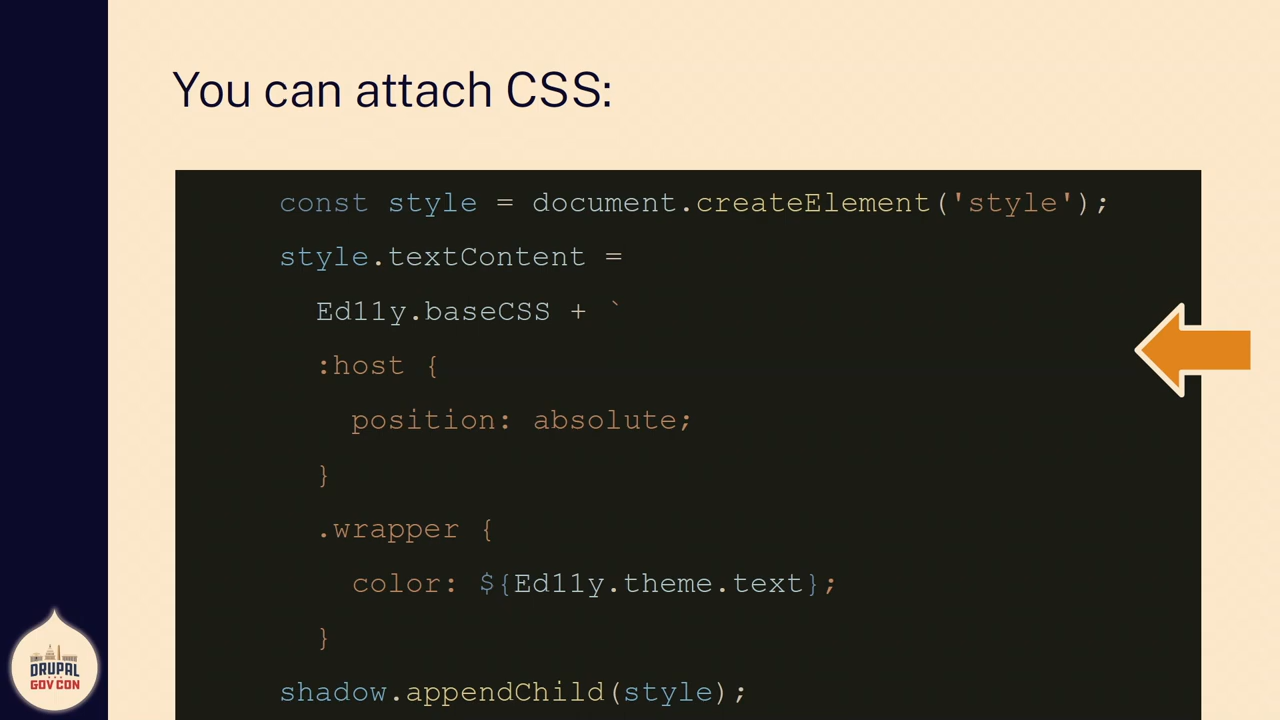 You can attach CSS:
const style = document.createElement('style');
style.textContent =
Ed11y.baseCSS + `
:host {
position: absolute;
}
.wrapper {
color: ${Ed11y.theme.text};
}
shadow.appendChild(style);
DRUPAL
GOV CON